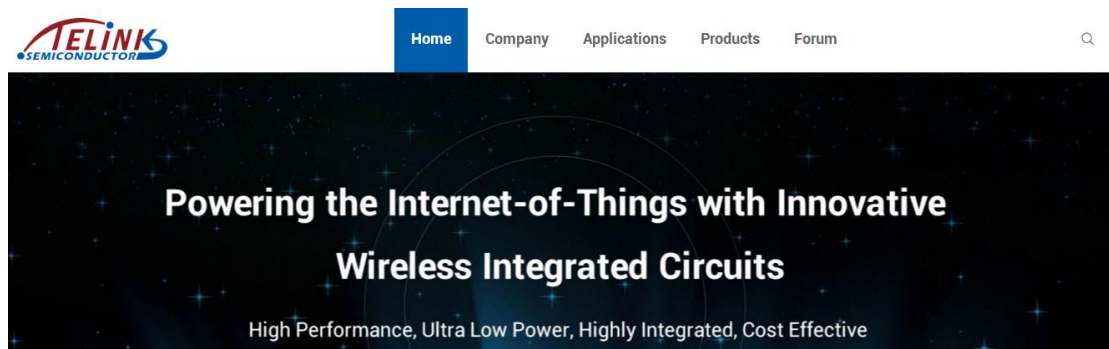 TELINK
SEMICONDUCTOR
Home Company Applications Products Forum
Powering the Internet-of-Things with Innovative
Wireless Integrated Circuits
High Performance, Ultra Low Power, Highly Integrated, Cost Effective